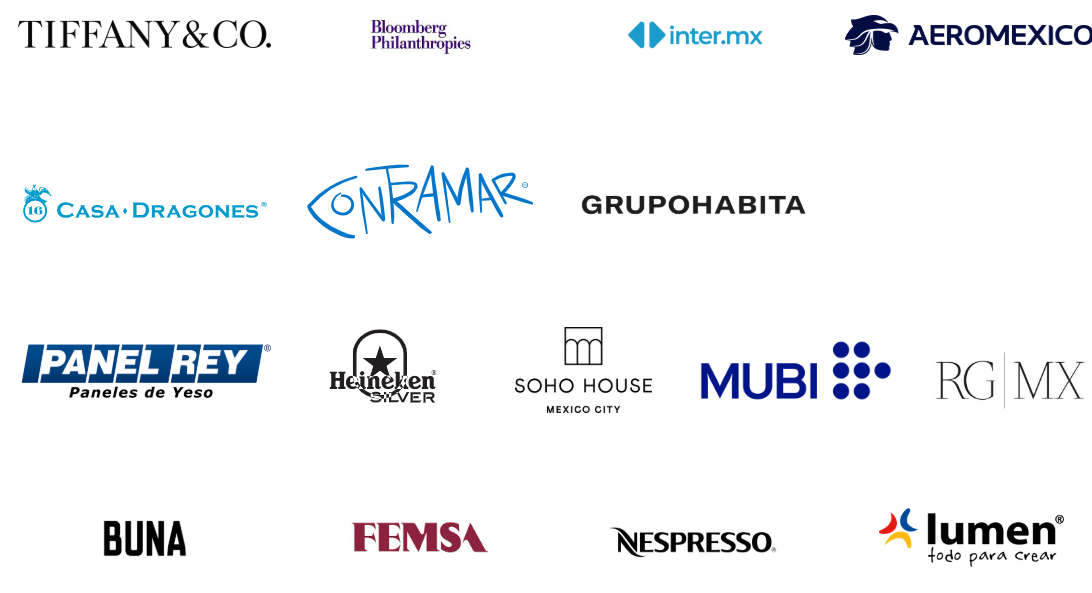 TIFFANY & CO.
Bloomberg
Philanthropies
inter.mx
AEROMEXICO
16 CASA · DRAGONES®
CONTRAMAR ®
GRUPOHABITA
PANEL REY®
Paneles de Yeso
Heineken®
SILVER
SOHO HOUSE
MEXICO CITY
MUBI
RG|MX
BUNA
FEMSA
NESPRESSO®
lumen®
todo para crear